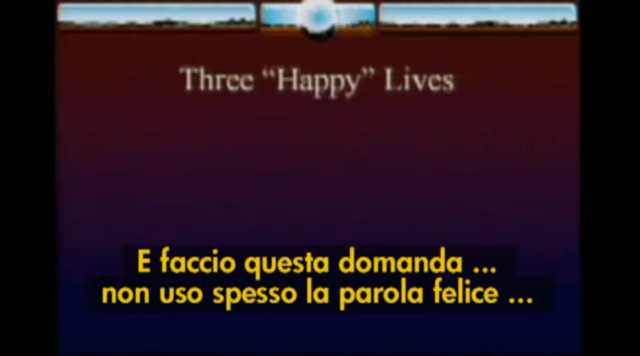 Three “Happy” Lives
E faccio questa domanda ...
non uso spesso la parola felice ...